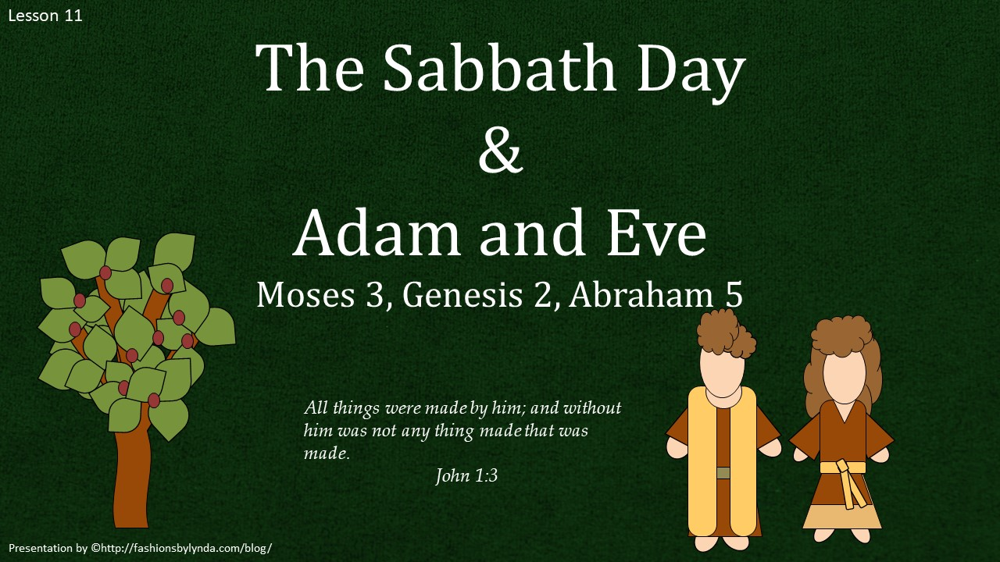 Lesson 11
The Sabbath Day
&
Adam and Eve
Moses 3, Genesis 2, Abraham 5
All things were made by him; and without
him was not any thing made that was
made.
John 1:3
Presentation by ©http://fashionsbylynda.com/blog/